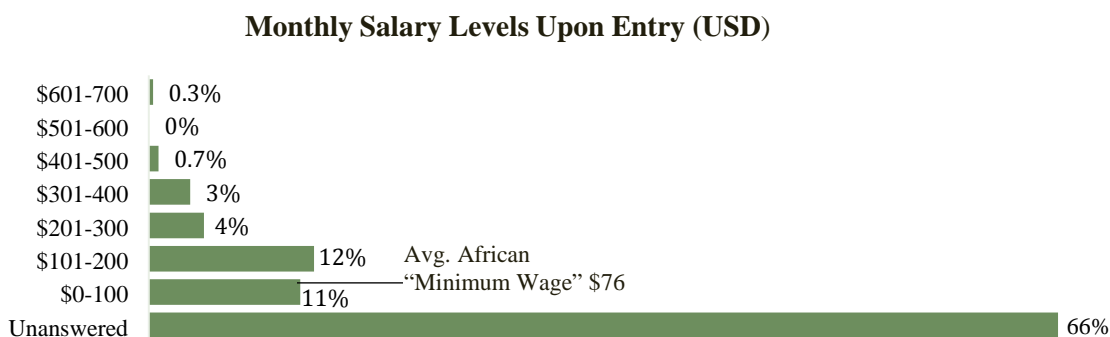 Monthly Salary Levels Upon Entry (USD)
$601-700 0.3%
$501-600 0%
$401-500 0.7%
$301-400 3%
$201-300 4%
$101-200 12%
Avg. African
“Minimum Wage” $76
$0-100 11%
Unanswered 66%